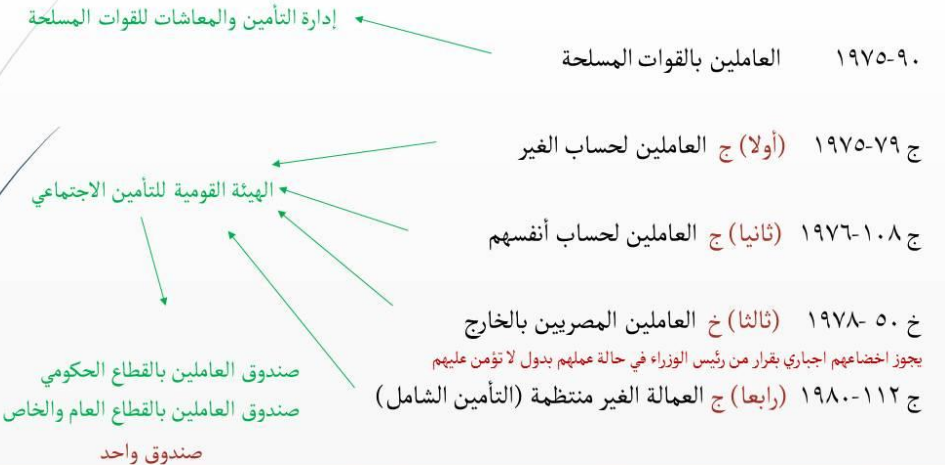 إدارة التأمين والمعاشات للقوات المسلحة
٩٠-١٩٧٥ العاملين بالقوات المسلحة
ج ٧٩-١٩٧٥ (أولا) ج العاملين لحساب الغير
الهيئة القومية للتأمين الاجتماعي
ج ١٠٨-١٩٧٦ (ثانيا) ج العاملين لحساب أنفسهم
خ ٥٠ -١٩٧٨ (ثالثا) خ العاملين المصريين بالخارج
يجوز اخضاعهم اجباري بقرار من رئيس الوزراء في حالة عملهم بدول لا تؤمن عليهم
ج ١١٢-١٩٨٠ (رابعا) ج العمالة الغير منتظمة (التأمين الشامل)
صندوق العاملين بالقطاع الحكومي
صندوق العاملين بالقطاع العام والخاص
صندوق واحد